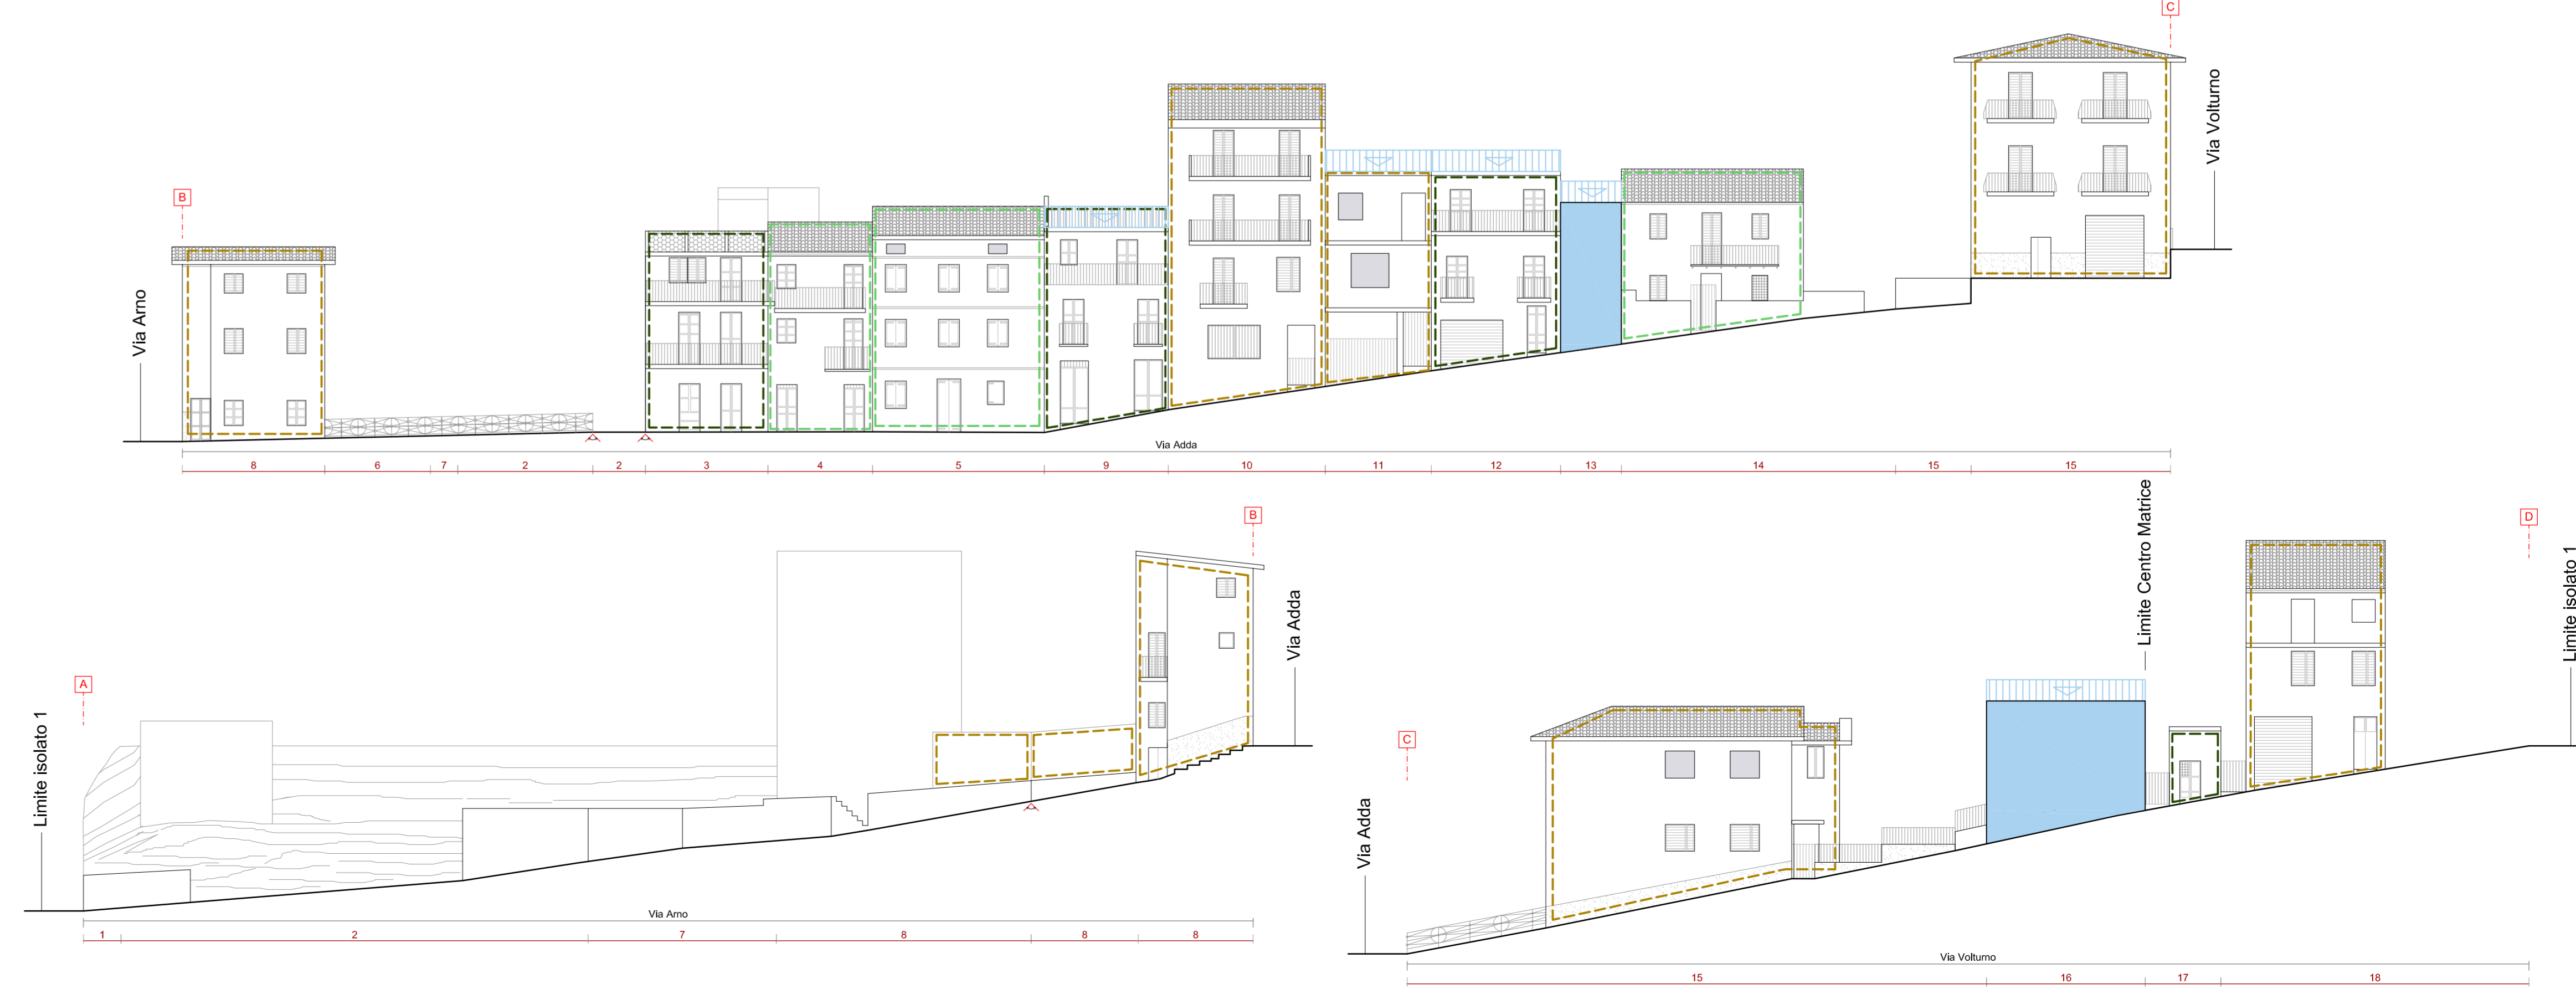 C
Via Volturno
B
Via Arno
Via Adda
8 6 7 2 2 3 4 5 9 10 11 12 13 14 15 15
Limite Centro Matrice
B
D
Limite isolato 1
Via Adda
A
Limite isolato 1
C
Via Adda
Via Arno
1 2 7 8 8 8
Via Volturno
15 16 17 18